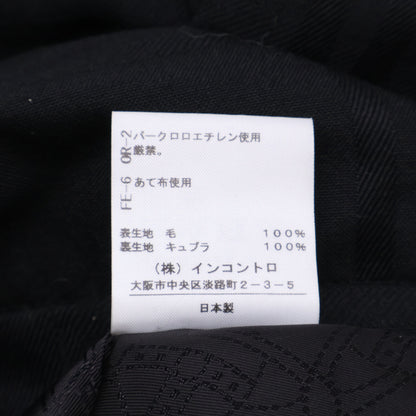 FE-6 OR-2
パークロロエチレン使用
厳禁。
あて布使用
表生地 毛 100%
裏生地 キュプラ 100%
(株)インコントロ
大阪市中央区淡路町2-3-5
日本製